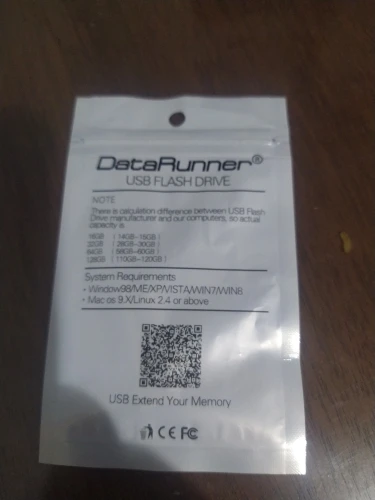 DataRunner®
USB FLASH DRIVE
NOTE
There is calculation difference between USB Flash
Drive manufacturer and our computers, so actual
capacity is
16GB ( 14GB~15GB )
32GB ( 28GB~30GB )
64GB ( 58GB~60GB )
128GB ( 110GB~120GB )
System Requirements
• Window98/ME/XP/VISTA/WIN7/WIN8
• Mac os 9.X/Linux 2.4 or above
USB Extend Your Memory
CE FC